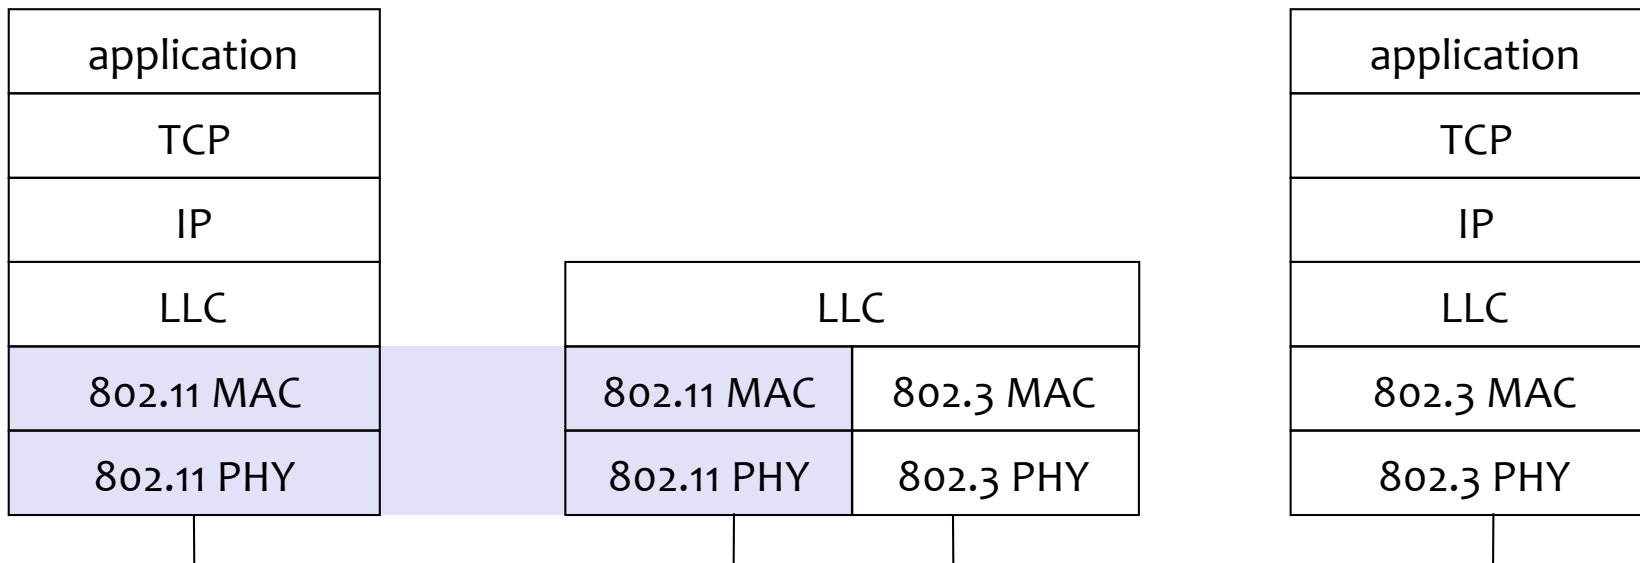 application
TCP
IP
LLC
802.11 MAC
802.11 PHY
LLC
802.11 MAC
802.3 MAC
802.11 PHY
802.3 PHY
application
TCP
IP
LLC
802.3 MAC
802.3 PHY